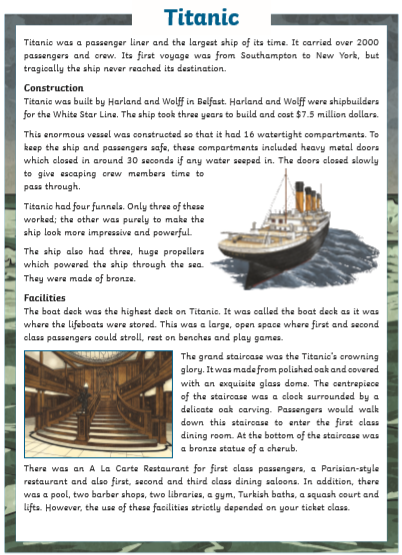 Titanic
Titanic was a passenger liner and the largest ship of its time. It carried over 2000
passengers and crew. Its first voyage was from Southampton to New York, but
tragically the ship never reached its destination.
Construction
Titanic was built by Harland and Wolff in Belfast. Harland and Wolff were shipbuilders
for the White Star Line. The ship took three years to build and cost $7.5 million dollars.
This enormous vessel was constructed so that it had 16 watertight compartments. To
keep the ship and passengers safe, these compartments included heavy metal doors
which closed in around 30 seconds if any water seeped in. The doors closed slowly
to give escaping crew members time to
pass through.
Titanic had four funnels. Only three of these
worked; the other was purely to make the
ship look more impressive and powerful.
The ship also had three, huge propellers
which powered the ship through the sea.
They were made of bronze.
Facilities
The boat deck was the highest deck on Titanic. It was called the boat deck as it was
where the lifeboats were stored. This was a large, open space where first and second
class passengers could stroll, rest on benches and play games.
The grand staircase was the Titanic's crowning
glory. It was made from polished oak and covered
with an exquisite glass dome. The centrepiece
of the staircase was a clock surrounded by a
delicate oak carving. Passengers would walk
down this staircase to enter the first class
dining room. At the bottom of the staircase was
a bronze statue of a cherub.
There was an A La Carte Restaurant for first class passengers, a Parisian-style
restaurant and also first, second and third class dining saloons. In addition, there
was a pool, two barber shops, two libraries, a gym, Turkish baths, a squash court and
lifts. However, the use of these facilities strictly depended on your ticket class.